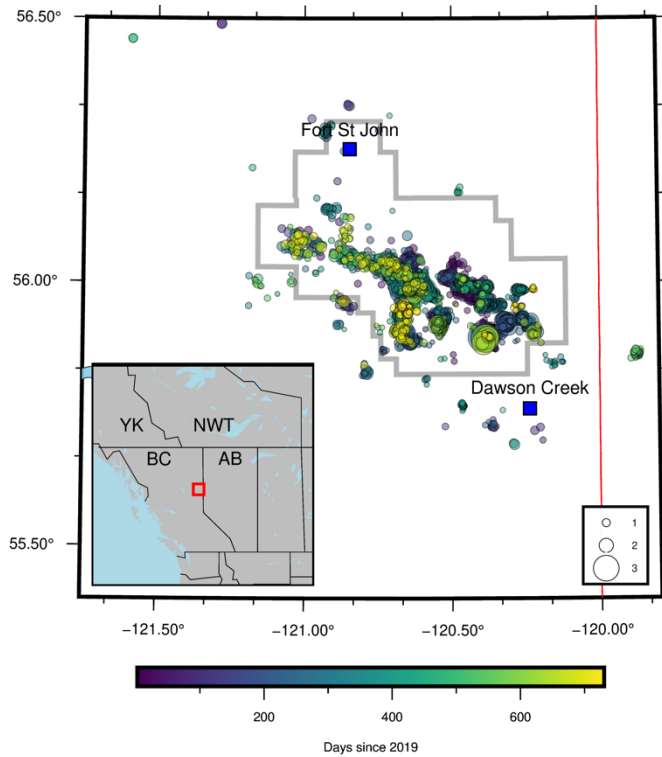 56.50°
Fort St John
56.00°
Dawson Creek
YK NWT
BC AB
1
2
3
55.50°
−121.50° −121.00° −120.50° −120.00°
200 400 600
Days since 2019